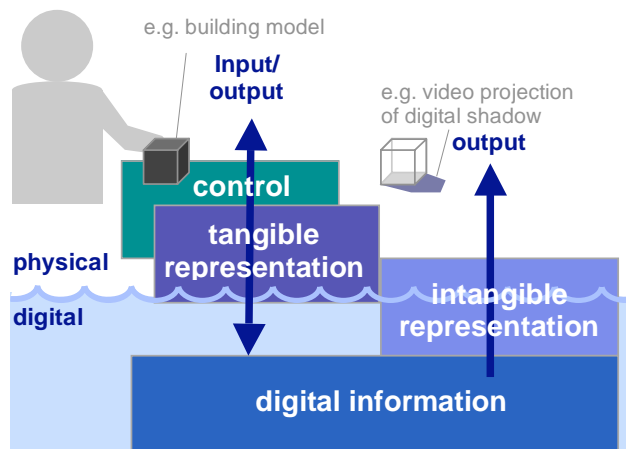 e.g. building model
Input/
output
e.g. video projection
of digital shadow
output
control
tangible
representation
physical
digital
intangible
representation
digital information